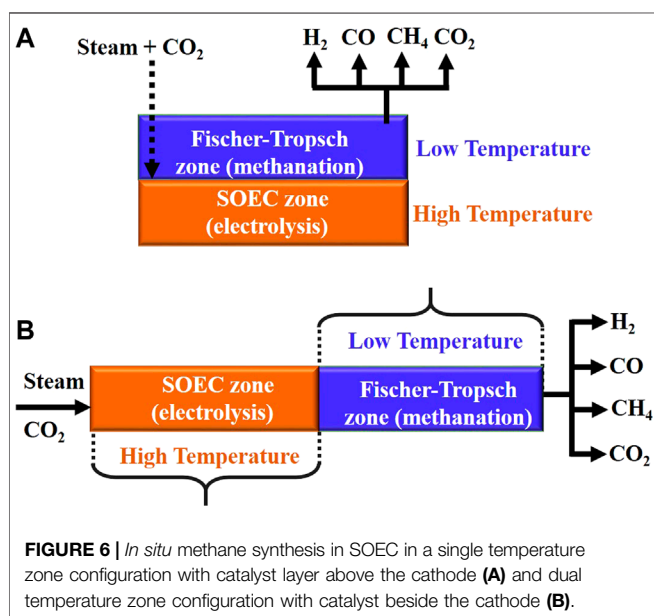 A
Steam + CO₂
H₂ CO CH₄ CO₂
Fischer-Tropsch
zone (methanation)
Low Temperature
SOEC zone
(electrolysis)
High Temperature
B
Steam
CO₂
SOEC zone
(electrolysis)
High Temperature
Low Temperature
Fischer-Tropsch
zone (methanation)
H₂
CO
CH₄
CO₂
FIGURE 6 | In situ methane synthesis in SOEC in a single temperature
zone configuration with catalyst layer above the cathode (A) and dual
temperature zone configuration with catalyst beside the cathode (B).